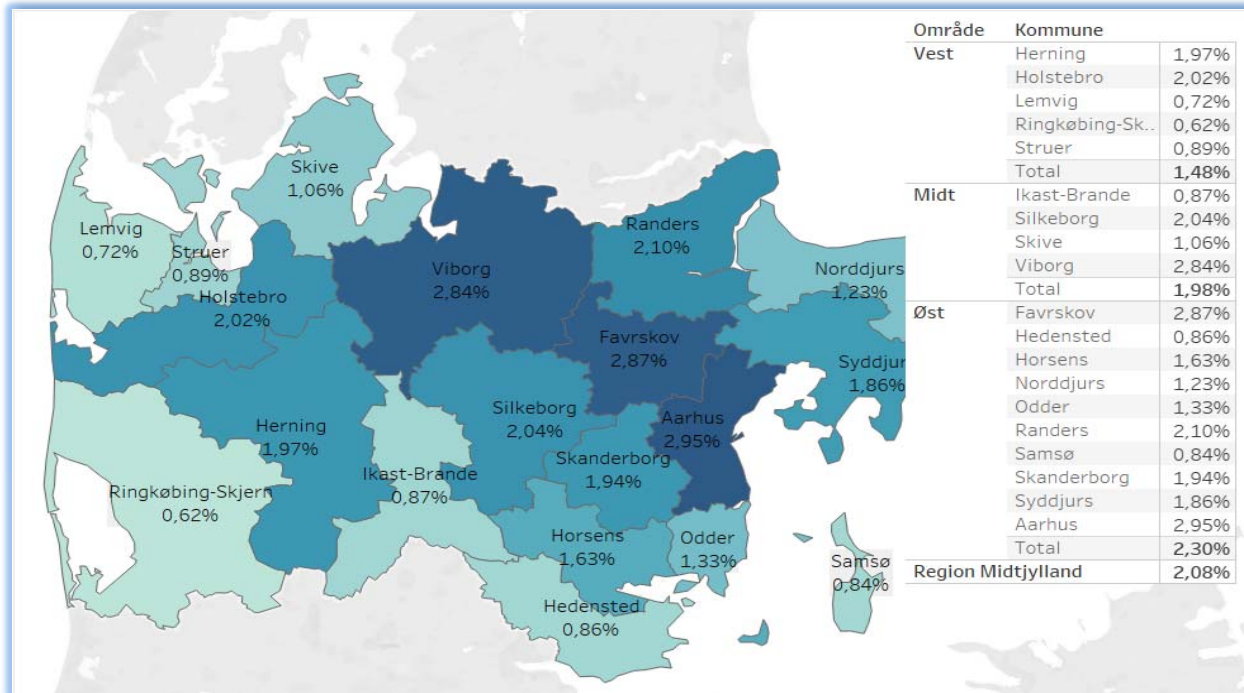 Skive
1,06%
Lemvig
0,72%
Struer
0,89%
Holstebro
2,02%
Viborg
2,84%
Randers
2,10%
Norddjurs
1,23%
Favrskov
2,87%
Syddjurs
1,86%
Herning
1,97%
Silkeborg
2,04%
Aarhus
2,95%
Skanderborg
1,94%
Ikast-Brande
0,87%
Ringkøbing-Skjern
0,62%
Horsens
1,63%
Odder
1,33%
Samsø
0,84%
Hedensted
0,86%
Område Kommune
Vest Herning 1,97%
Holstebro 2,02%
Lemvig 0,72%
Ringkøbing-Sk.. 0,62%
Struer 0,89%
Total 1,48%
Midt Ikast-Brande 0,87%
Silkeborg 2,04%
Skive 1,06%
Viborg 2,84%
Total 1,98%
Øst Favrskov 2,87%
Hedensted 0,86%
Horsens 1,63%
Norddjurs 1,23%
Odder 1,33%
Randers 2,10%
Samsø 0,84%
Skanderborg 1,94%
Syddjurs 1,86%
Aarhus 2,95%
Total 2,30%
Region Midtjylland 2,08%